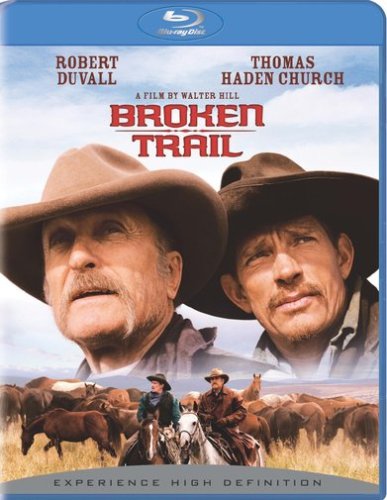 Blu-ray Disc
ROBERT THOMAS
DUVALL HADEN CHURCH
A FILM BY WALTER HILL
BROKEN
TRAIL
EXPERIENCE HIGH DEFINITION